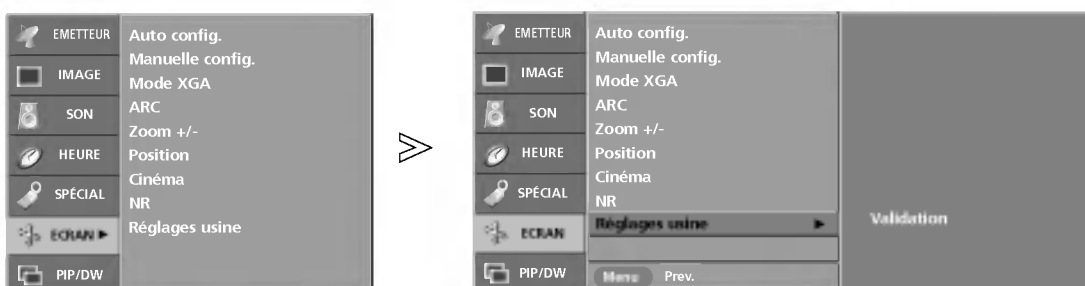 EMETTEUR
IMAGE
SON
HEURE
SPÉCIAL
ECRAN
PIP/DW
Auto config.
Manuelle config.
Mode XGA
ARC
Zoom +/-
Position
Cinéma
NR
Réglages usine
EMETTEUR
IMAGE
SON
HEURE
SPÉCIAL
ECRAN
PIP/DW
Auto config.
Manuelle config.
Mode XGA
ARC
Zoom +/-
Position
Cinéma
NR
Réglages usine
Menu Prev.
Validation